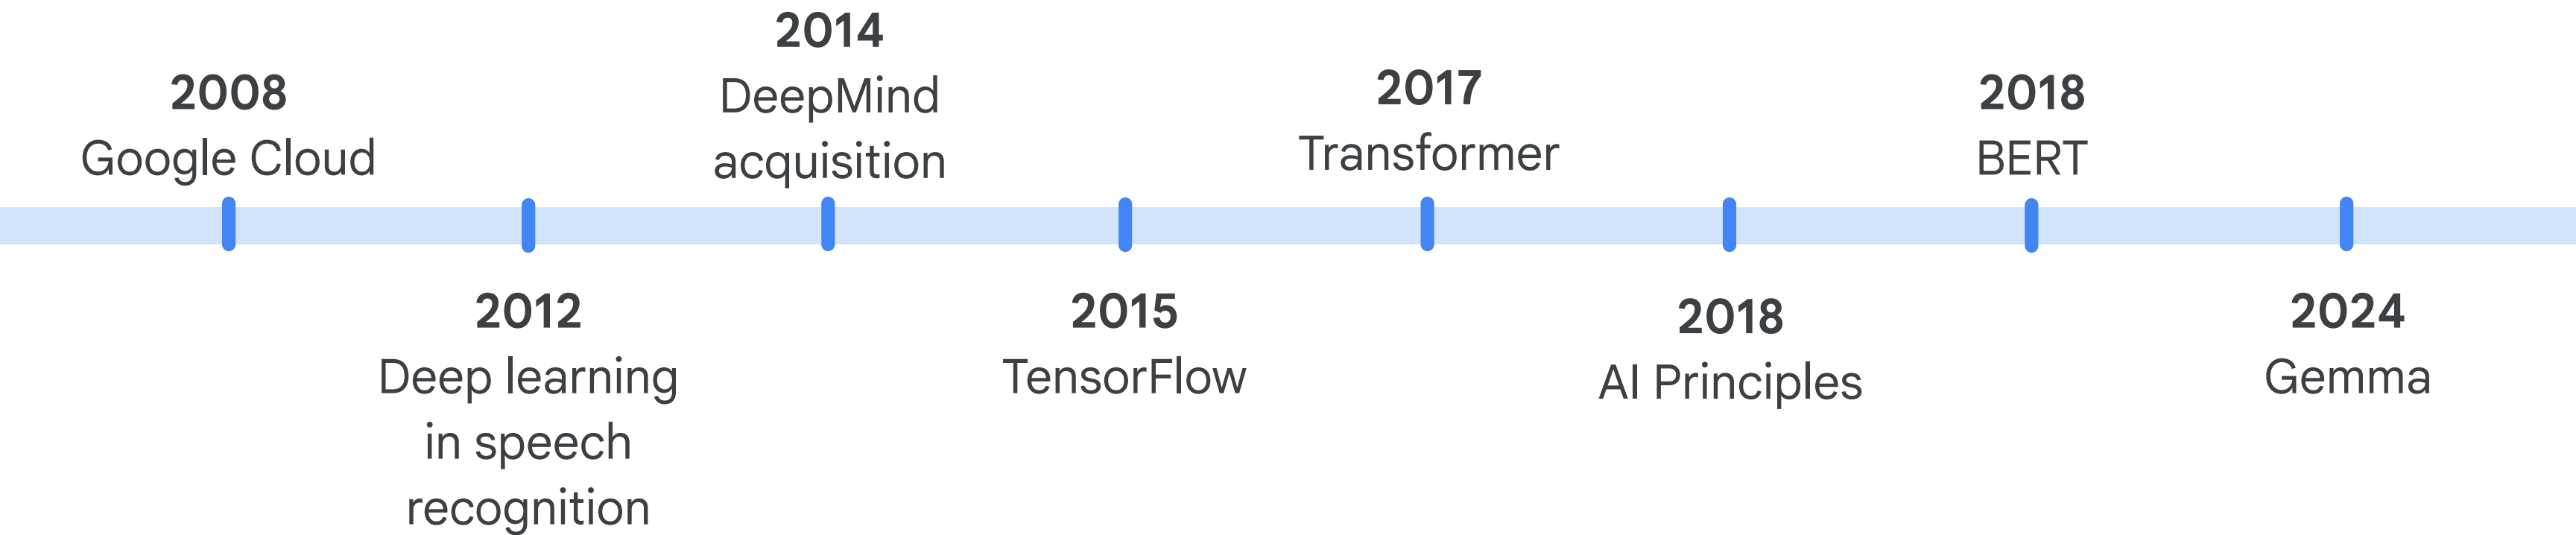 2008
Google Cloud
2012
Deep learning
in speech
recognition
2014
DeepMind
acquisition
2015
TensorFlow
2017
Transformer
2018
AI Principles
2018
BERT
2024
Gemma